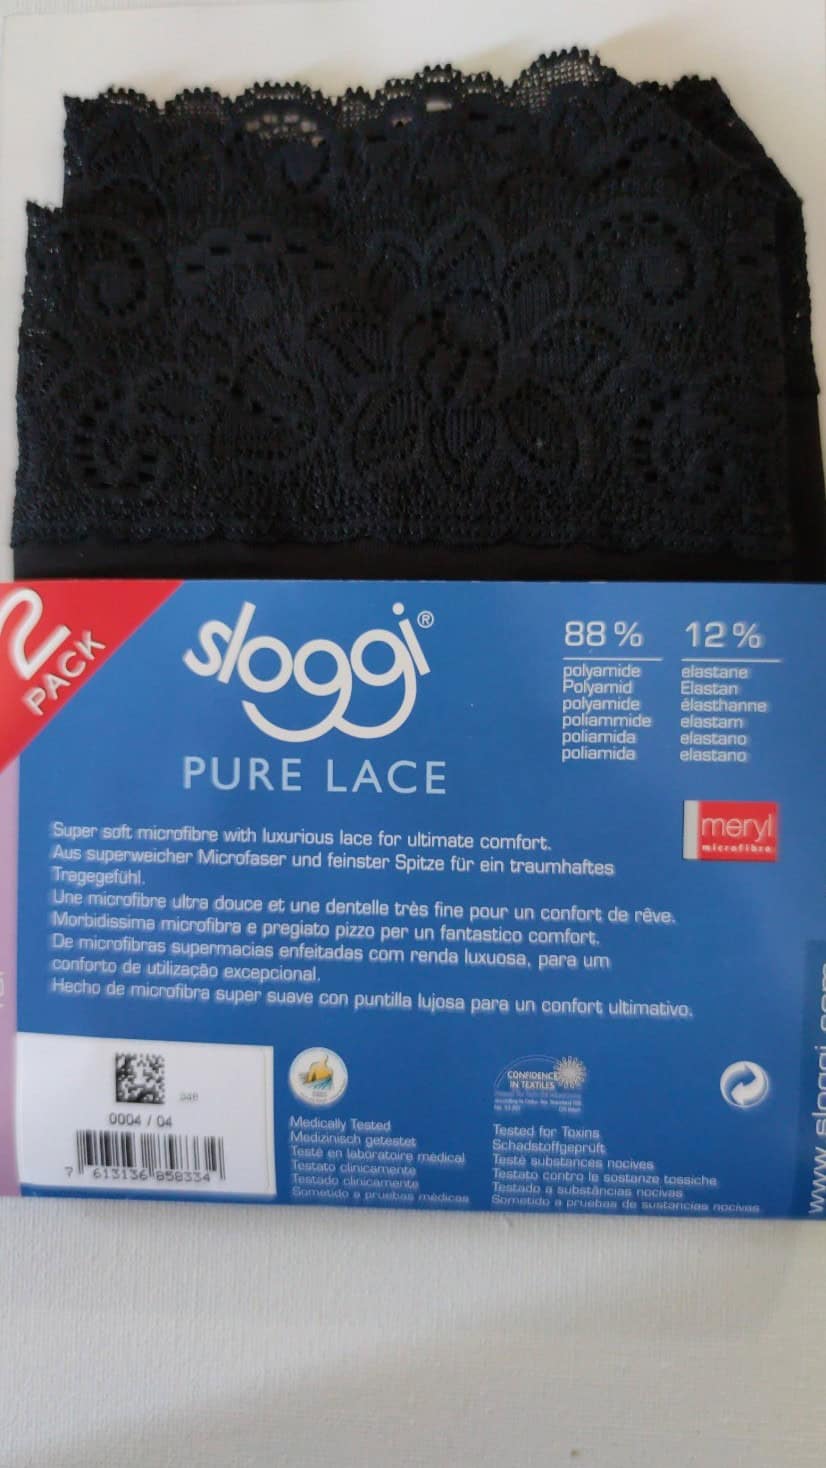 2
PACK
sloggi®
PURE LACE
88% 12%
polyamide elastane
Polyamid Elastan
polyamide élasthanne
poliammide elastam
poliamida elastano
poliamida elastano
meryl
microfibre
Super soft microfibre with luxurious lace for ultimate comfort.
Aus superweicher Microfaser und feinster Spitze für ein traumhaftes
Tragegefühl.
Une microfibre ultra douce et une dentelle très fine pour un confort de rêve.
Morbidissima microfibra e pregiato pizzo per un fantastico comfort.
De microfibras supermacias enfeitadas com renda luxuosa, para um
conforto de utilização excepcional.
Hecho de microfibra super suave con puntilla lujosa para un confort ultimativo.
0004 / 04
7 613136 858334
Medically Tested
Medizinisch getestet
Testé en laboratoire médical
Testato clinicamente
Testado clinicamente
Sometido a pruebas médicas
CONFIDENCE
IN TEXTILES
Tested for Toxins
Schadstoffgeprüft
Testé substances nocives
Testato contro le sostanze tossiche
Testado a substâncias nocivas
Sometido a pruebas de sustancias nocivas
www.sloggi.com